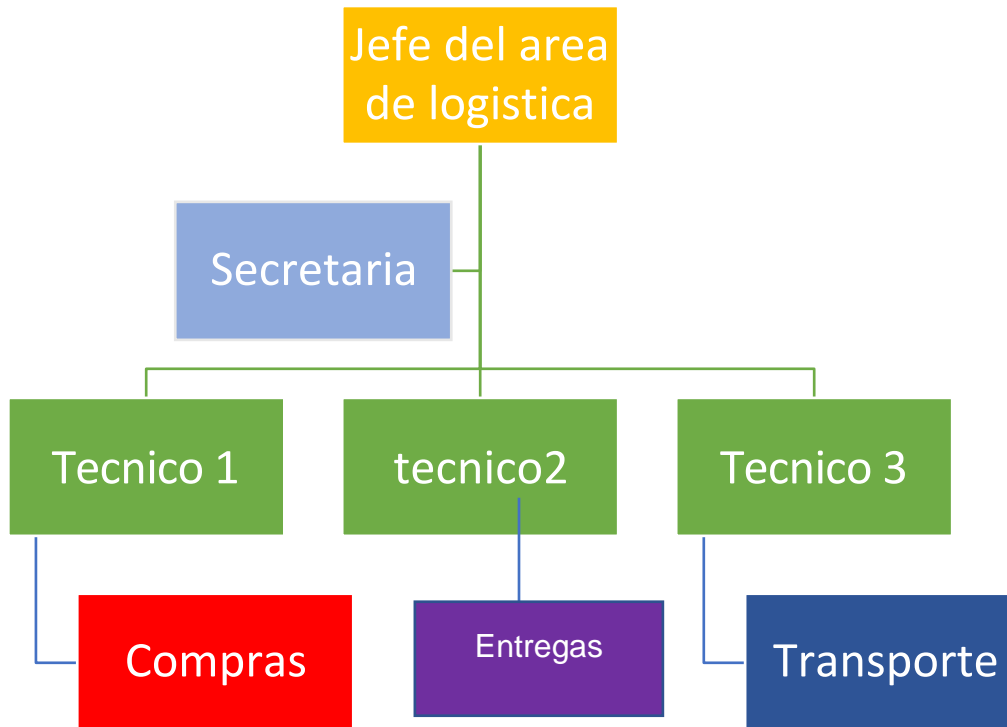 Jefe del area
de logistica
Secretaria
Tecnico 1
tecnico2
Tecnico 3
Compras
Entregas
Transporte